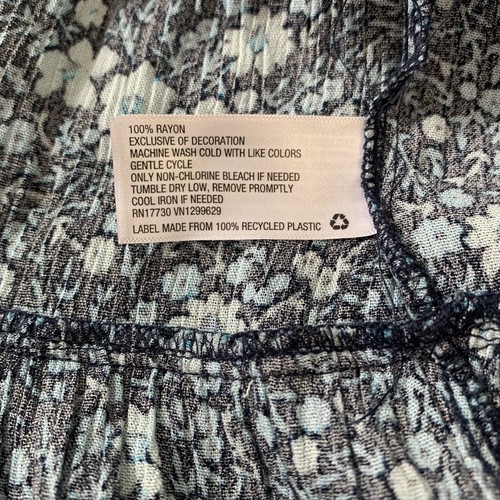 100% RAYON
EXCLUSIVE OF DECORATION
MACHINE WASH COLD WITH LIKE COLORS
GENTLE CYCLE
ONLY NON-CHLORINE BLEACH IF NEEDED
TUMBLE DRY LOW, REMOVE PROMPTLY
COOL IRON IF NEEDED
RN17730 VN1299629
LABEL MADE FROM 100% RECYCLED PLASTIC